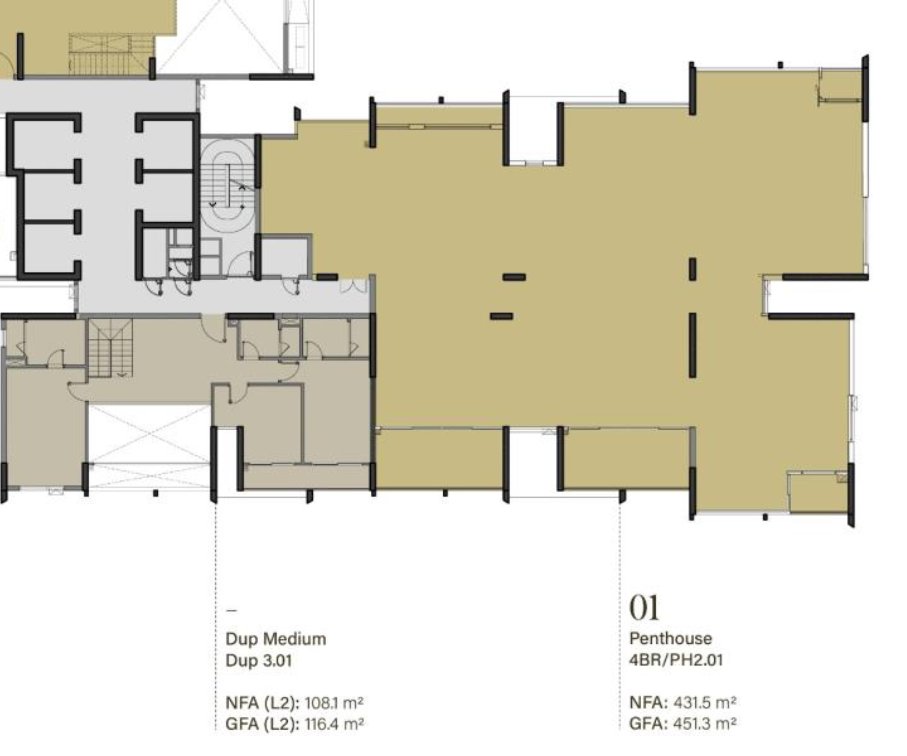 –
Dup Medium
Dup 3.01
NFA (L2): 108.1 m²
GFA (L2): 116.4 m²
01
Penthouse
4BR/PH2.01
NFA: 431.5 m²
GFA: 451.3 m²